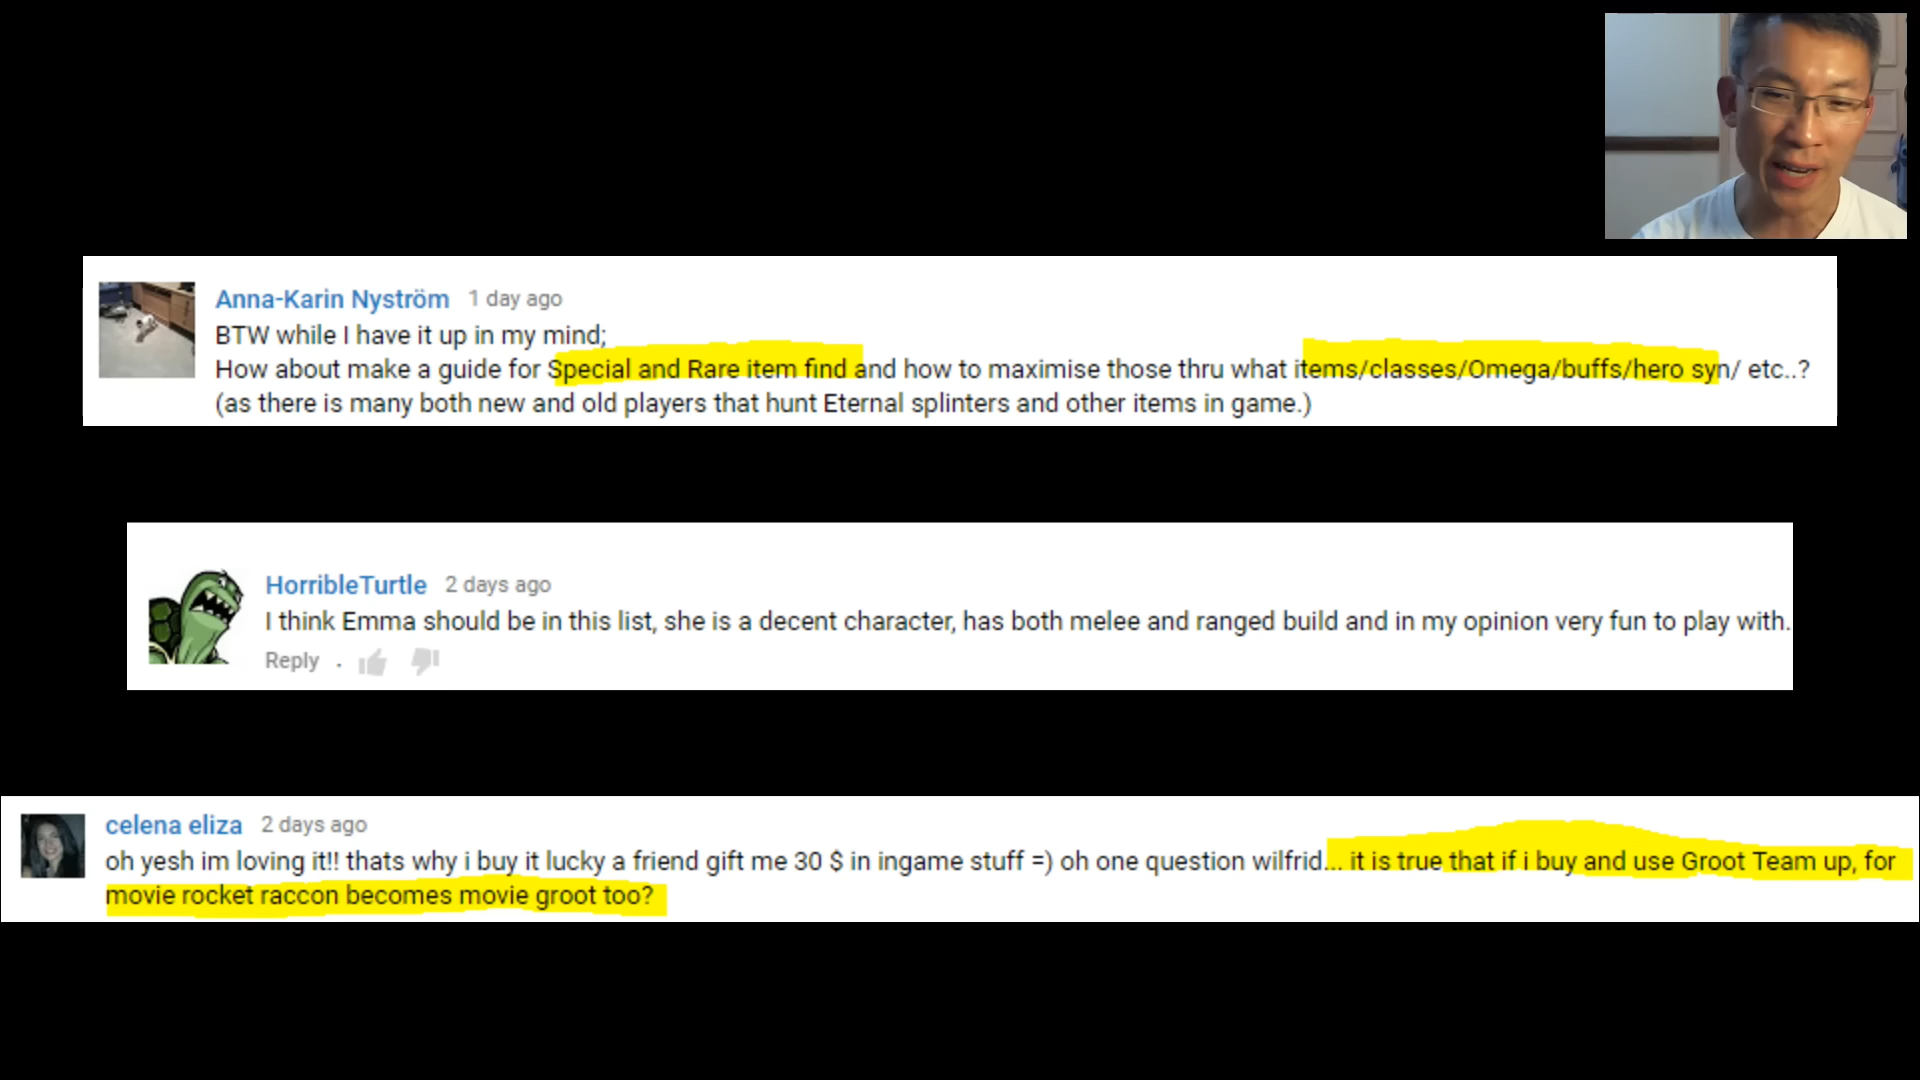 Anna-Karin Nyström 1 day ago
BTW while I have it up in my mind;
How about make a guide for Special and Rare item find and how to maximise those thru what items/classes/Omega/buffs/hero syn/ etc..?
(as there is many both new and old players that hunt Eternal splinters and other items in game.)
HorribleTurtle 2 days ago
I think Emma should be in this list, she is a decent character, has both melee and ranged build and in my opinion very fun to play with.
Reply .
celena eliza 2 days ago
oh yesh im loving it!! thats why i buy it lucky a friend gift me 30 $ in ingame stuff =) oh one question wilfrid... it is true that if i buy and use Groot Team up, for
movie rocket raccon becomes movie groot too?